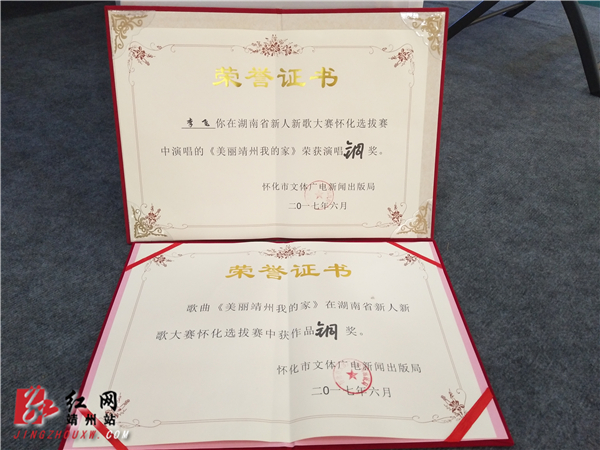 荣誉证书
李飞你在湖南省新人新歌大赛怀化选拔赛
中演唱的《美丽靖州我的家》荣获演唱铜奖。
怀化市文体广电新闻出版局
二0一七年六月
荣誉证书
歌曲《美丽靖州我的家》在湖南省新人新
歌大赛怀化选拔赛中获作品铜奖。
怀化市文体广电新闻出版局
二0一七年六月
红网
靖州站
JINGZHOUXW.COM